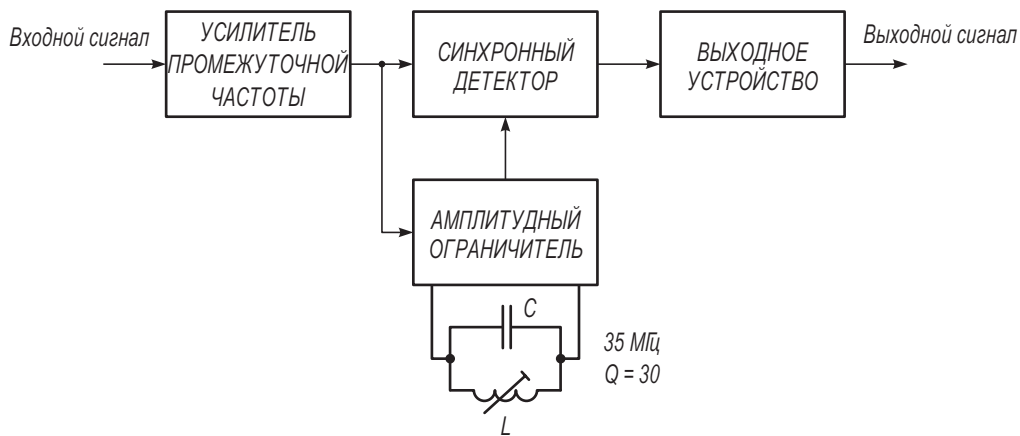 Входной сигнал
УСИЛИТЕЛЬ
ПРОМЕЖУТОЧНОЙ
ЧАСТОТЫ
СИНХРОННЫЙ
ДЕТЕКТОР
ВЫХОДНОЕ
УСТРОЙСТВО
Выходной сигнал
АМПЛИТУДНЫЙ
ОГРАНИЧИТЕЛЬ
C
35 МГц
Q = 30
L